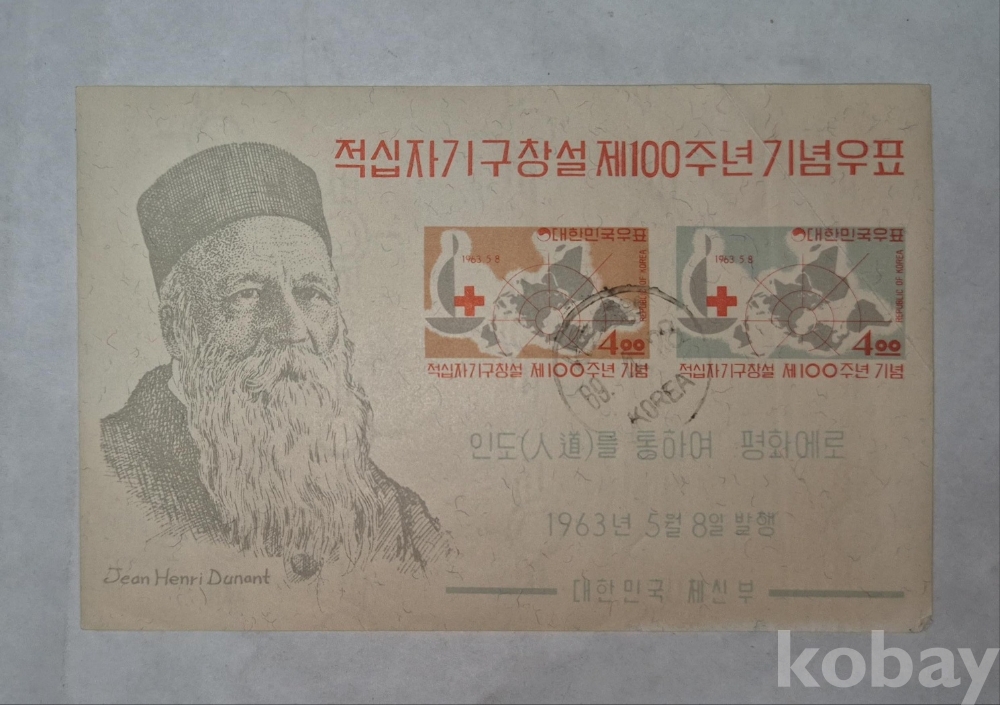 적십자기구창설 제100주년 기념우표
대한민국우표
1963.5.8
REPUBLIC OF KOREA
4.00
적십자기구창설 제100주년 기념
대한민국우표
1963.5.8
REPUBLIC OF KOREA
4.00
적십자기구창설 제100주년 기념
KOREA
인도(人道)를 통하여 평화에로
1963년 5월 8일 발행
Jean Henri Dunant
대한민국 체신부
kobay